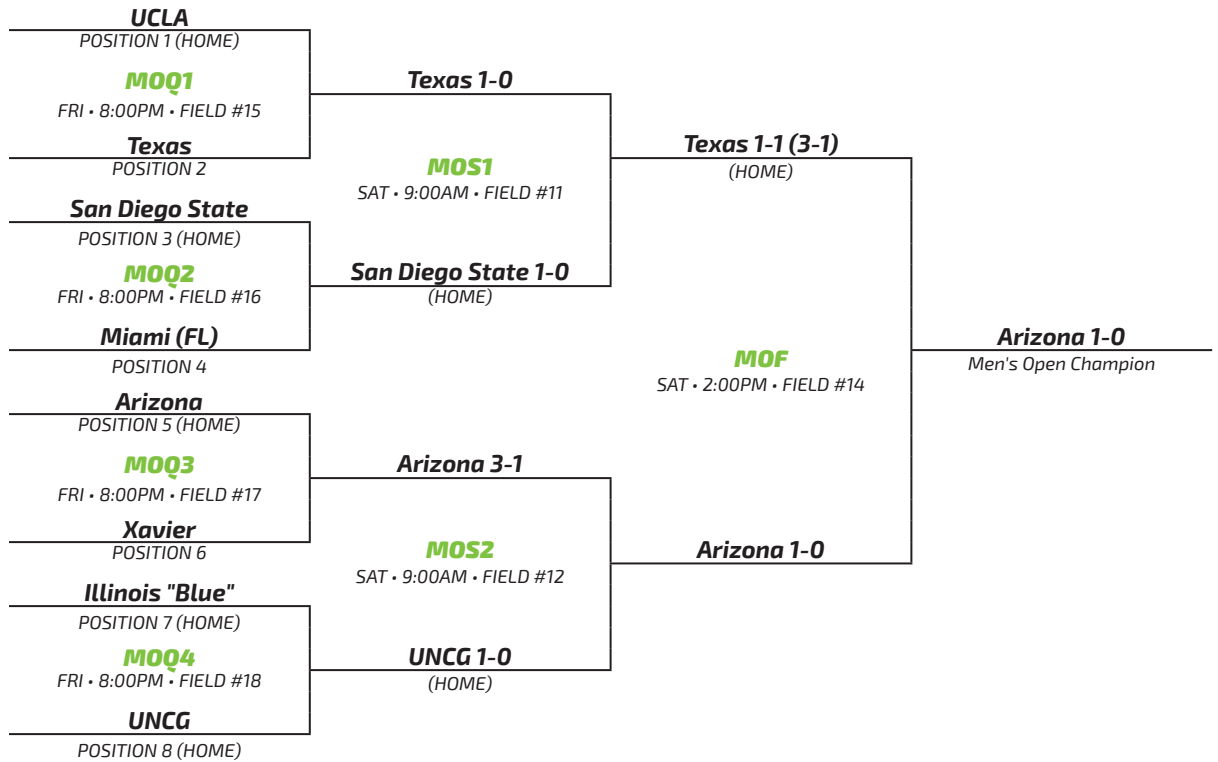 UCLA
POSITION 1 (HOME)
MOQ1
FRI • 8:00PM • FIELD #15
Texas
POSITION 2
San Diego State
POSITION 3 (HOME)
MOQ2
FRI • 8:00PM • FIELD #16
Miami (FL)
POSITION 4
Arizona
POSITION 5 (HOME)
MOQ3
FRI • 8:00PM • FIELD #17
Xavier
POSITION 6
Illinois "Blue"
POSITION 7 (HOME)
MOQ4
FRI • 8:00PM • FIELD #18
UNCG
POSITION 8 (HOME)
Texas 1-0
MOS1
SAT • 9:00AM • FIELD #11
San Diego State 1-0
(HOME)
Arizona 3-1
MOS2
SAT • 9:00AM • FIELD #12
UNCG 1-0
(HOME)
Texas 1-1 (3-1)
(HOME)
MOF
SAT • 2:00PM • FIELD #14
Arizona 1-0
Arizona 1-0
Men's Open Champion